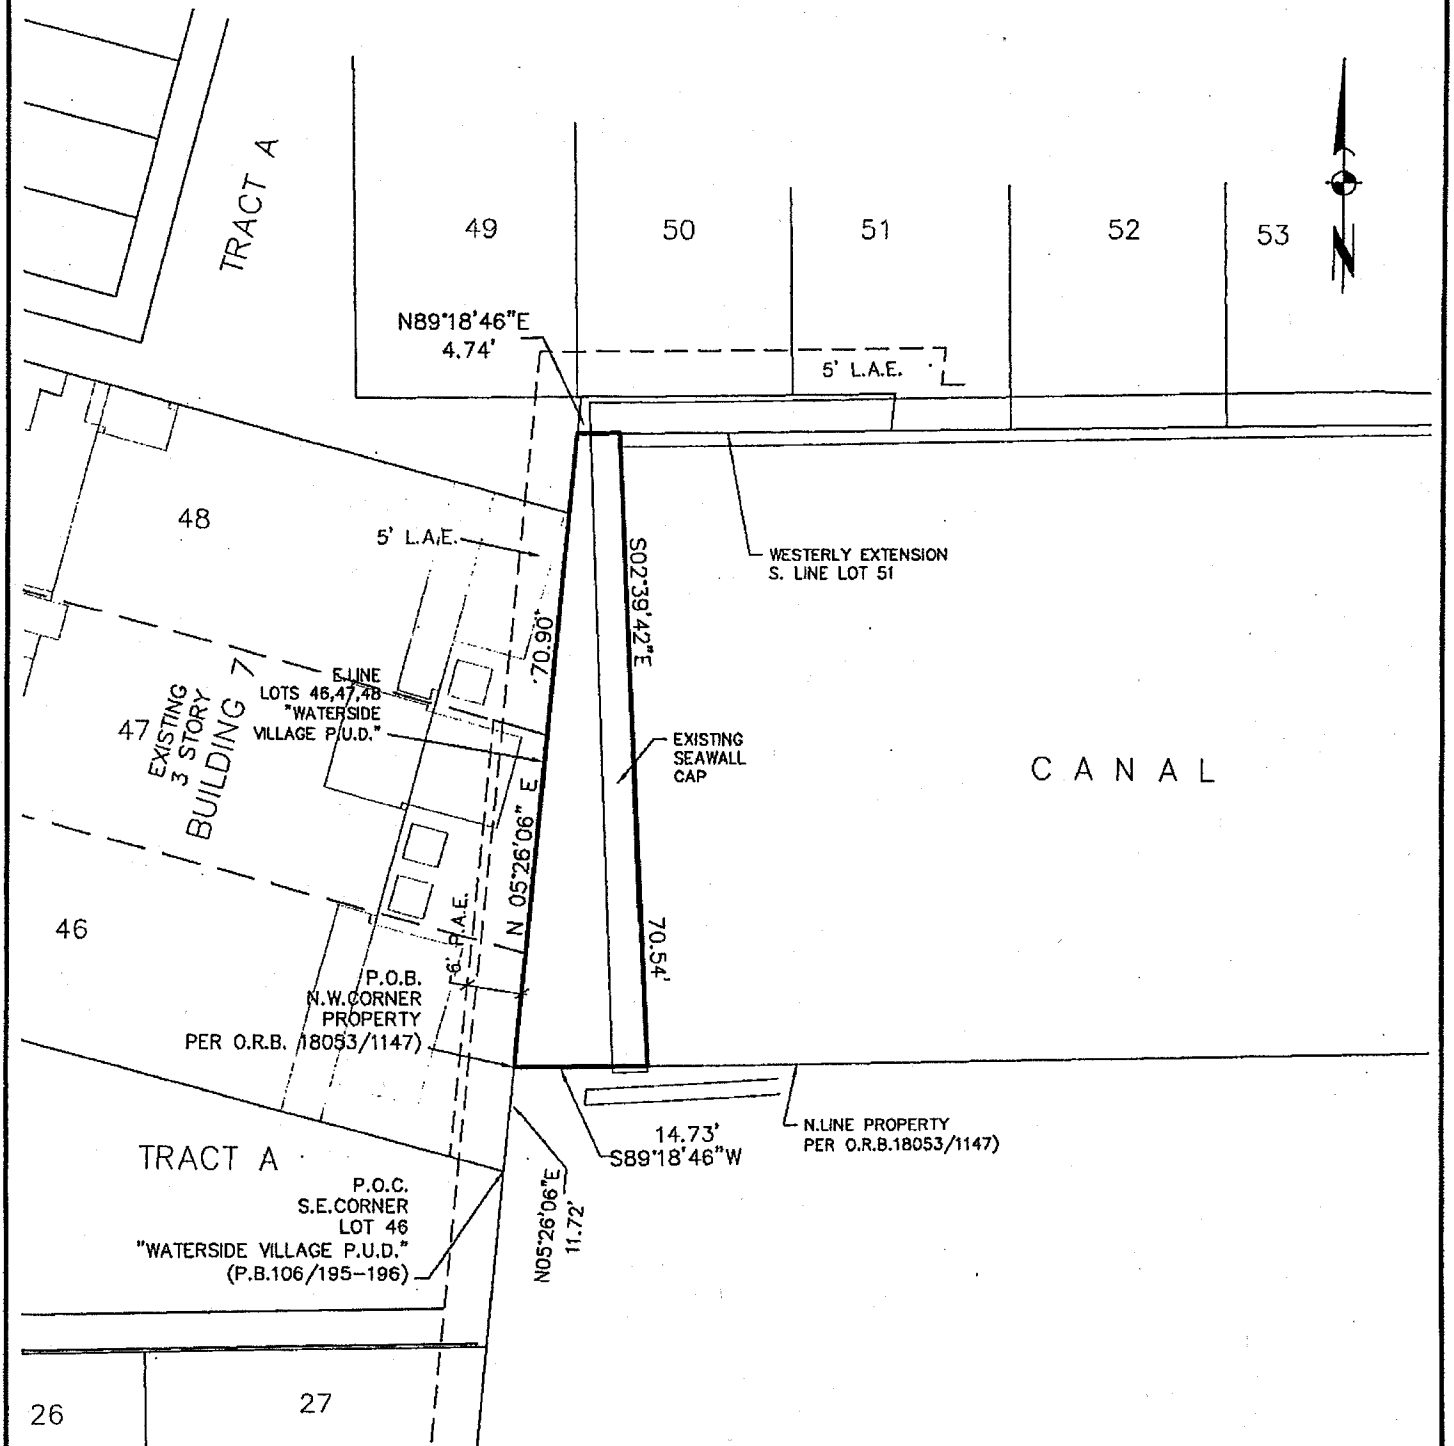 TRACT A
49
50
51
52
53
N
N89°18'46"E
4.74'
5' L.A.E.
48
5' L.A.E.
WESTERLY EXTENSION
S. LINE LOT 51
S02°39'42"E
70.54'
70.90'
N 05°26'06" E
E.LINE
LOTS 46,47,48
"WATERSIDE
VILLAGE P.U.D."
47
EXISTING
3 STORY
BUILDING 7
EXISTING
SEAWALL
CAP
CANAL
46
6' P.A.E.
P.O.B.
N.W.CORNER
PROPERTY
PER O.R.B. 18053/1147)
14.73'
S89°18'46"W
N.LINE PROPERTY
PER O.R.B.18053/1147)
N05°26'06"E
11.72'
TRACT A
P.O.C.
S.E.CORNER
LOT 46
"WATERSIDE VILLAGE P.U.D."
(P.B.106/195-196)
26
27